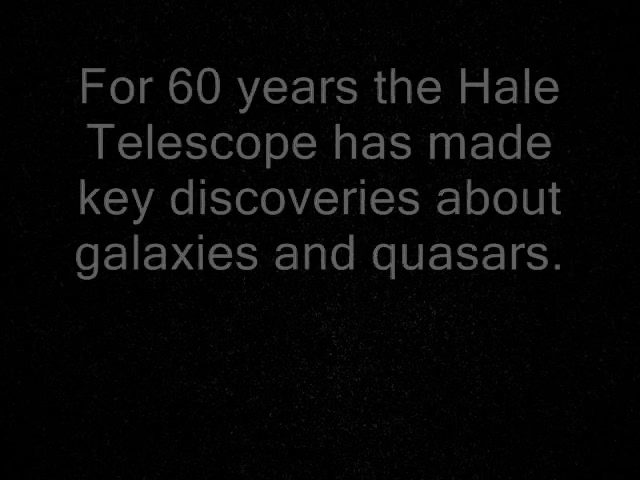 For 60 years the Hale
Telescope has made
key discoveries about
galaxies and quasars.